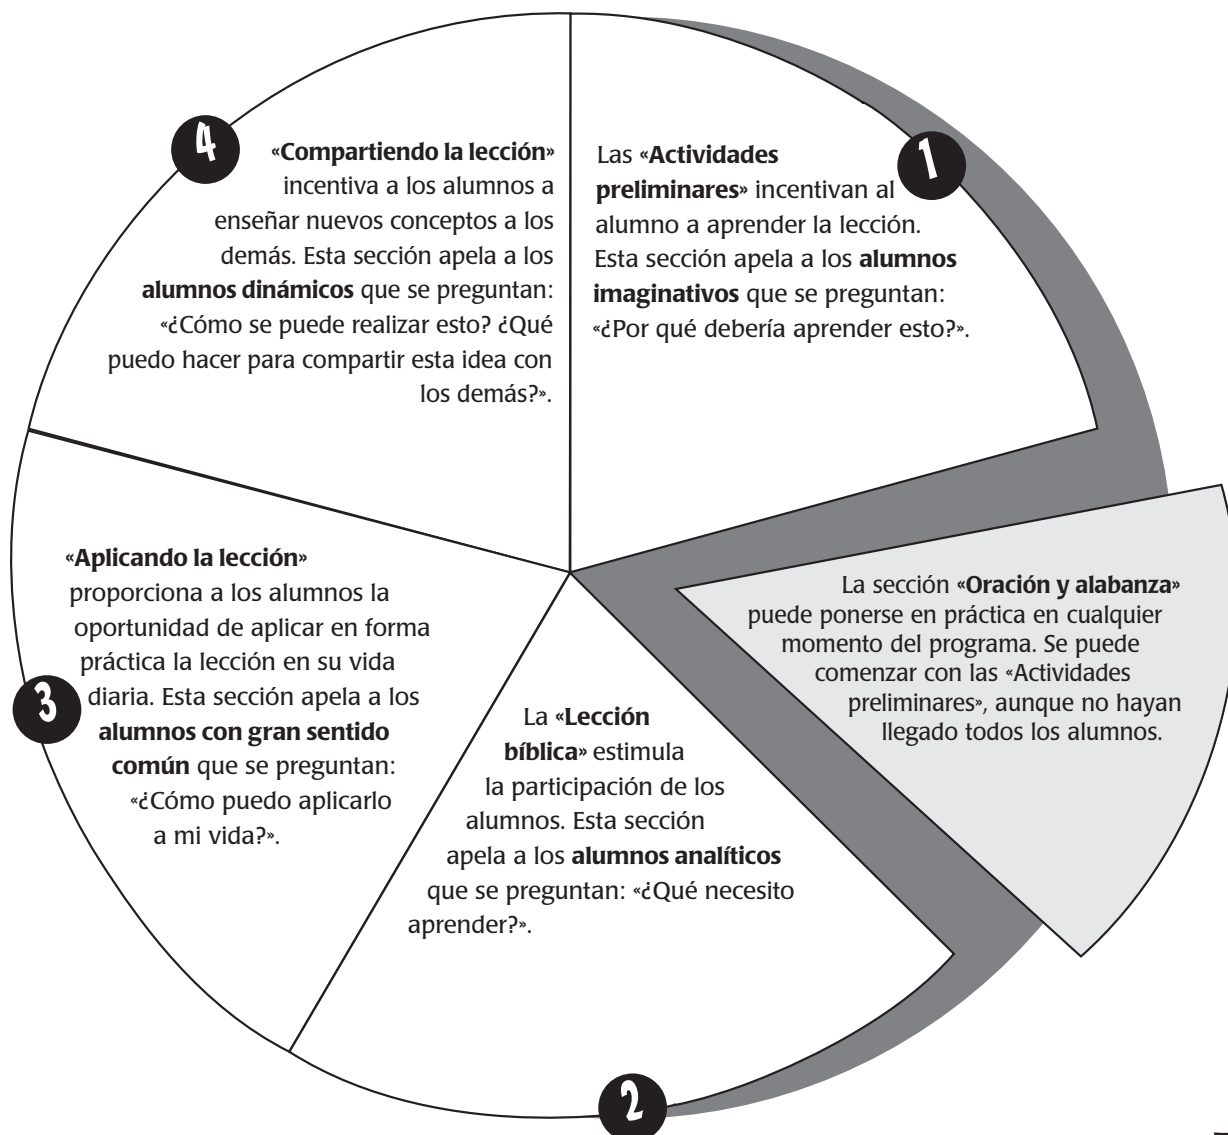 1
Las «Actividades
preliminares» incentivan al
alumno a aprender la lección.
Esta sección apela a los alumnos
imaginativos que se preguntan:
«¿Por qué debería aprender esto?».
La sección «Oración y alabanza»
puede ponerse en práctica en cualquier
momento del programa. Se puede
comenzar con las «Actividades
preliminares», aunque no hayan
llegado todos los alumnos.
2
La «Lección
bíblica» estimula
la participación de los
alumnos. Esta sección
apela a los alumnos analíticos
que se preguntan: «¿Qué necesito
aprender?».
3
«Aplicando la lección»
proporciona a los alumnos la
oportunidad de aplicar en forma
práctica la lección en su vida
diaria. Esta sección apela a los
alumnos con gran sentido
común que se preguntan:
«¿Cómo puedo aplicarlo
a mi vida?».
4
«Compartiendo la lección»
incentiva a los alumnos a
enseñar nuevos conceptos a los
demás. Esta sección apela a los
alumnos dinámicos que se preguntan:
«¿Cómo se puede realizar esto? ¿Qué
puedo hacer para compartir esta idea con
los demás?».